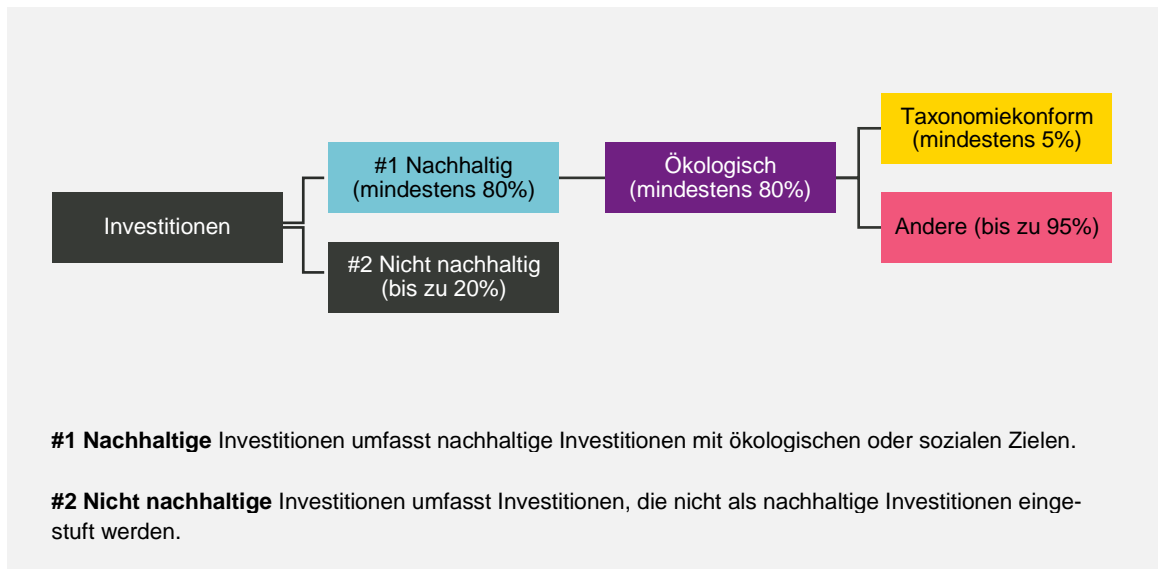 Taxonomiekonform
(mindestens 5%)
#1 Nachhaltig
(mindestens 80%)
Ökologisch
(mindestens 80%)
Investitionen
Andere (bis zu 95%)
#2 Nicht nachhaltig
(bis zu 20%)
#1 Nachhaltige Investitionen umfasst nachhaltige Investitionen mit ökologischen oder sozialen Zielen.
#2 Nicht nachhaltige Investitionen umfasst Investitionen, die nicht als nachhaltige Investitionen einge-
stuft werden.